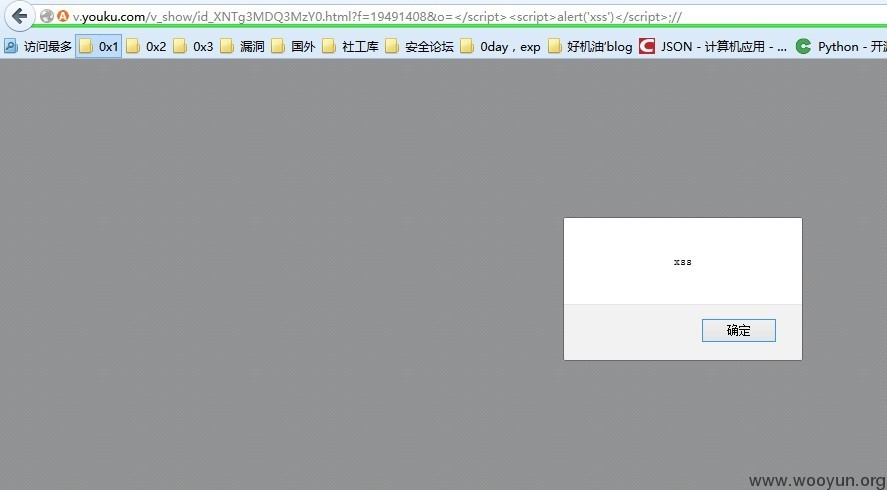 v.youku.com/v_show/id_XNTg3MDQ3MzY0.html?f=19491408&o=</script><script>alert('xss')</script>;//
访问最多 0x1 0x2 0x3 漏洞 国外 社工库 安全论坛 0day，exp 好机油'blog JSON - 计算机应用 - ... Python - 开源
xss
确定
www.wooyun.org